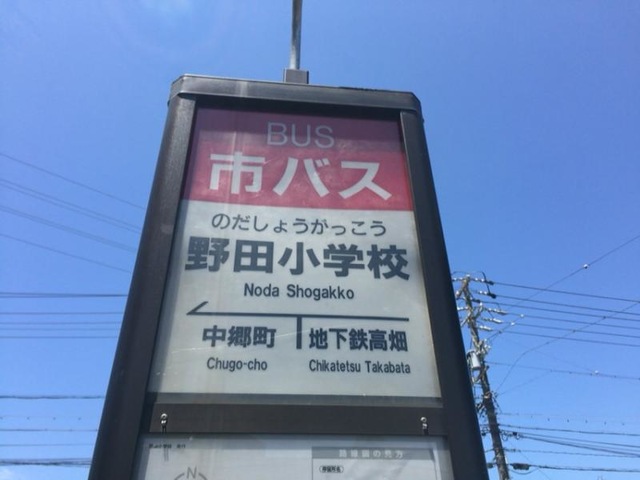 BUS
市バス
のだしょうがっこう
野田小学校
Noda Shogakko
中郷町 地下鉄高畑
Chugo-cho Chikatetsu Takabata
N